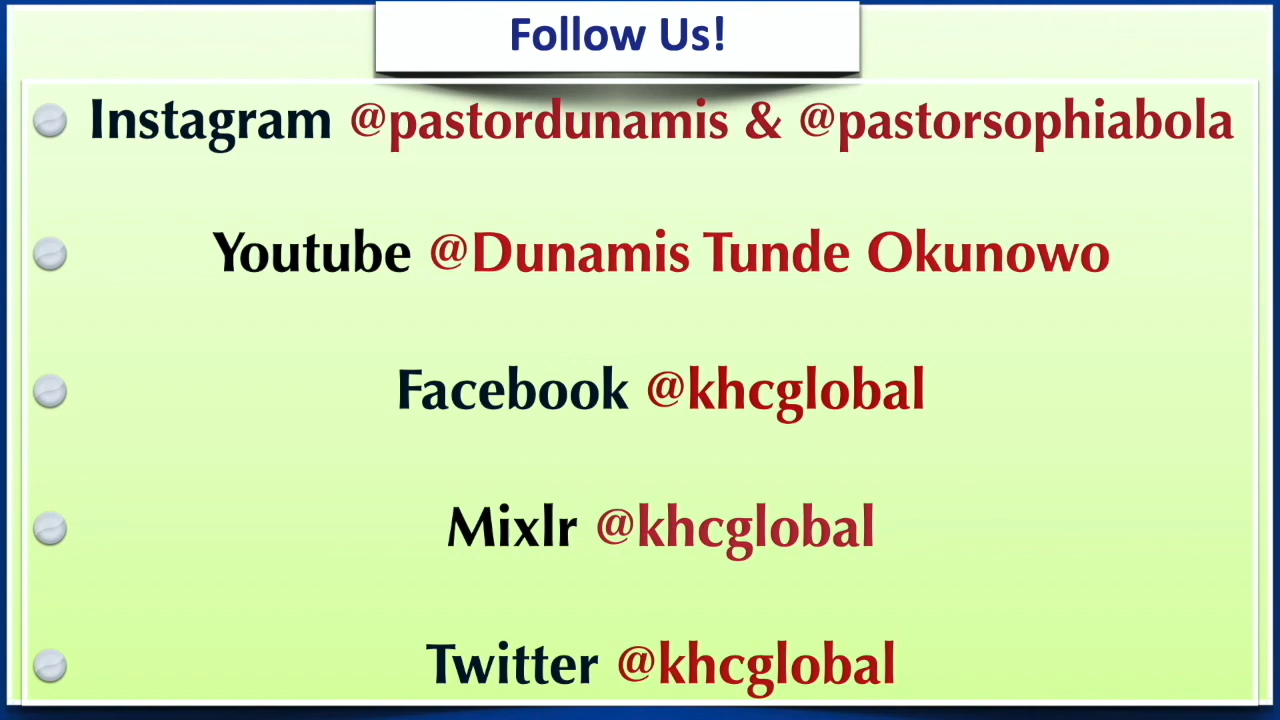 Follow Us!
Instagram @pastordunamis & @pastorsophiabola
Youtube @Dunamis Tunde Okunowo
Facebook @khcglobal
Mixlr @khcglobal
Twitter @khcglobal